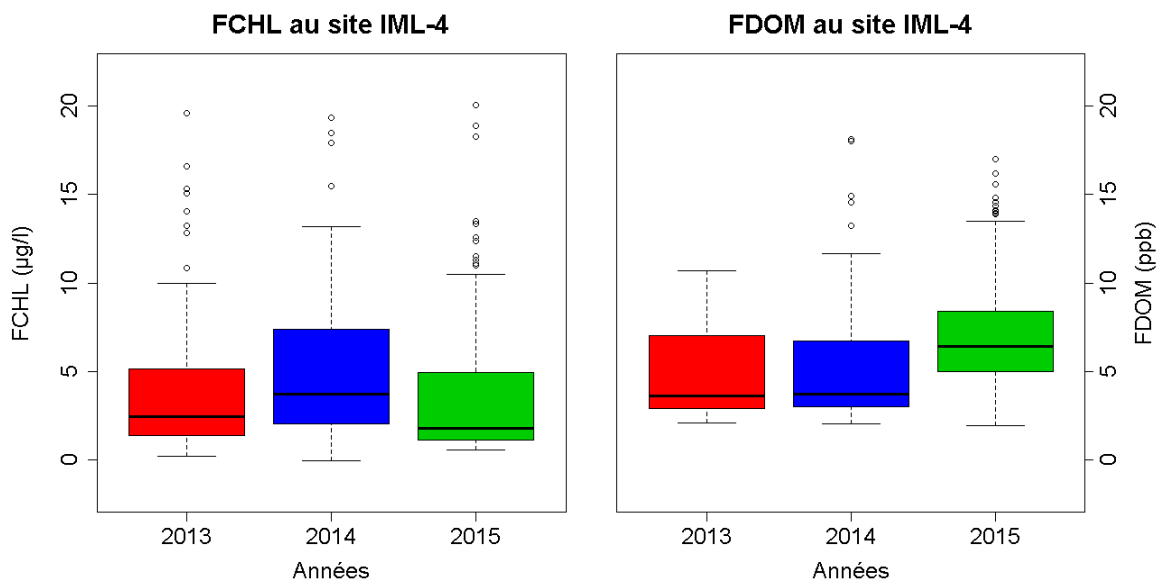 FCHL au site IML-4
FCHL (µg/l)
20
15
10
5
0
2013 2014 2015
Années
FDOM au site IML-4
20
15
10
5
0
FDOM (ppb)
2013 2014 2015
Années